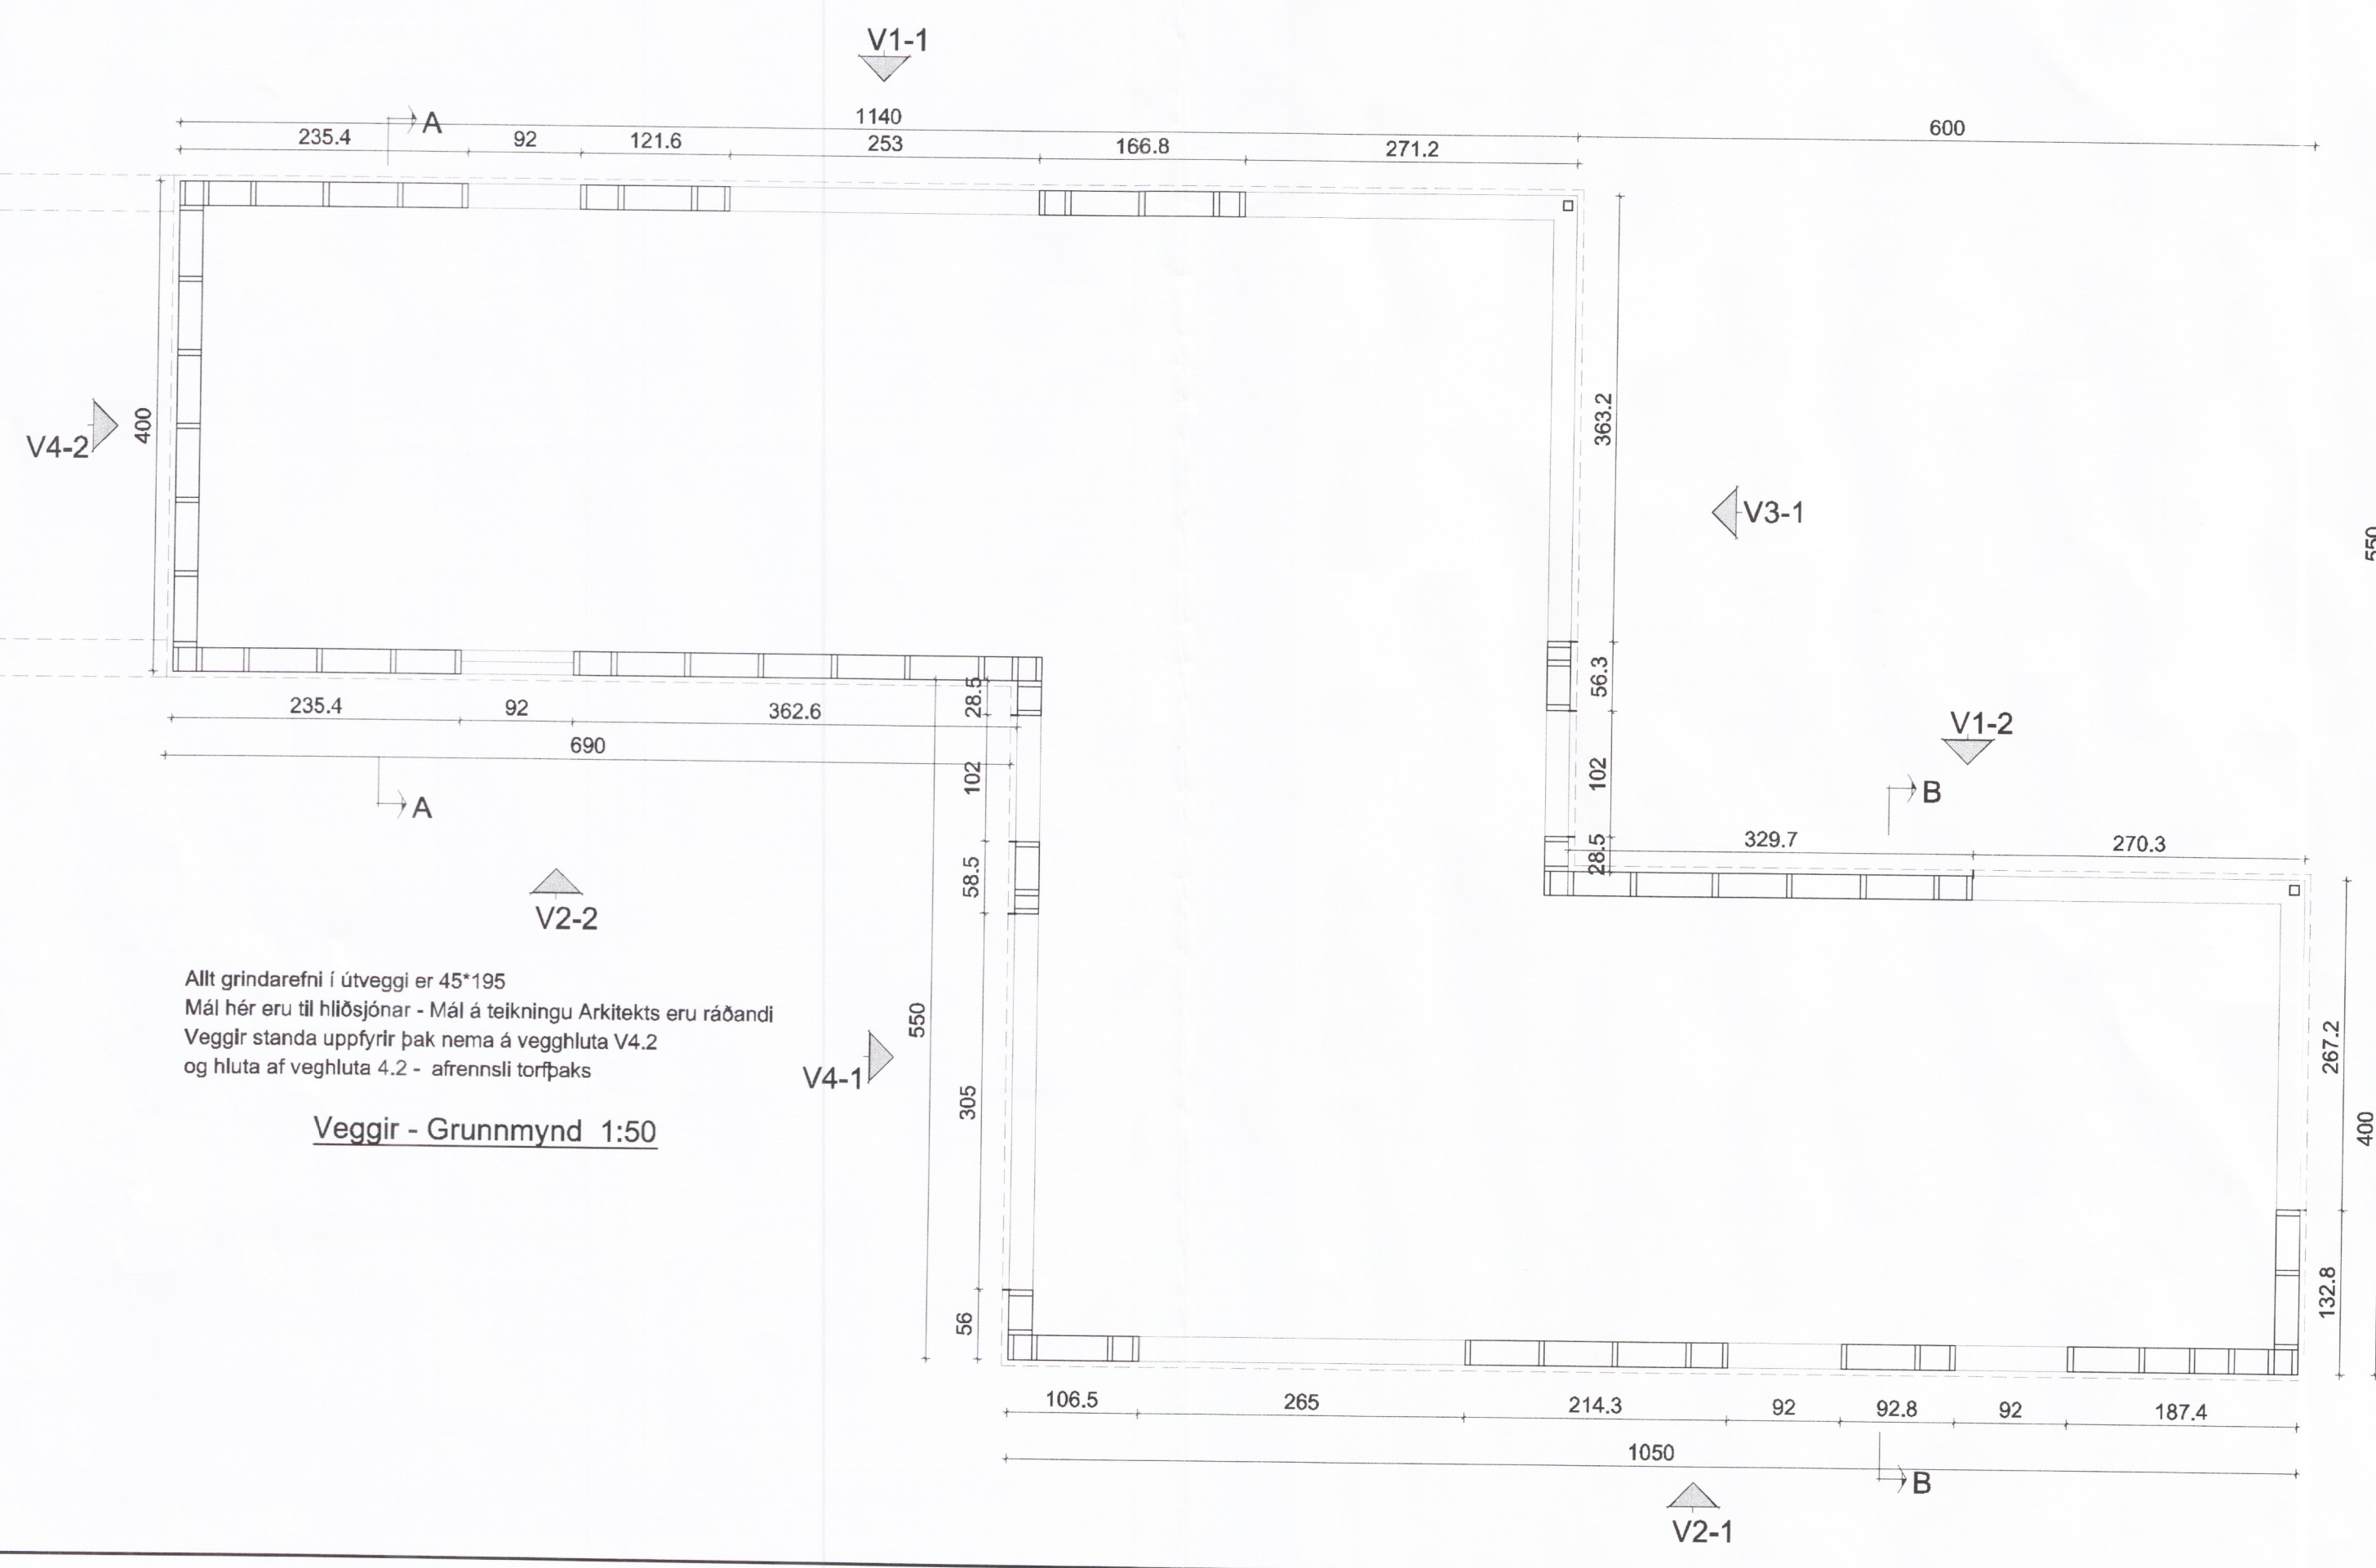 V1-1
A
1140
600
235.4
92
121.6
253
166.8
271.2
400
V4-2
363.2
V3-1
550
56.3
28.5
235.4
92
362.6
690
102
102
V1-2
A
B
329.7
270.3
28.5
58.5
V2-2
Allt grindarefni í útveggi er 45*195
Mál hér eru til hliðsjónar - Mál á teikningu Arkitekts eru ráðandi
Veggir standa uppfyrir þak nema á vegghluta V4.2
og hluta af veghluta 4.2 - afrennsli torfþaks
550
267.2
V4-1
305
400
Veggir - Grunnmynd 1:50
132.8
56
106.5
265
214.3
92
92.8
92
187.4
1050
B
V2-1